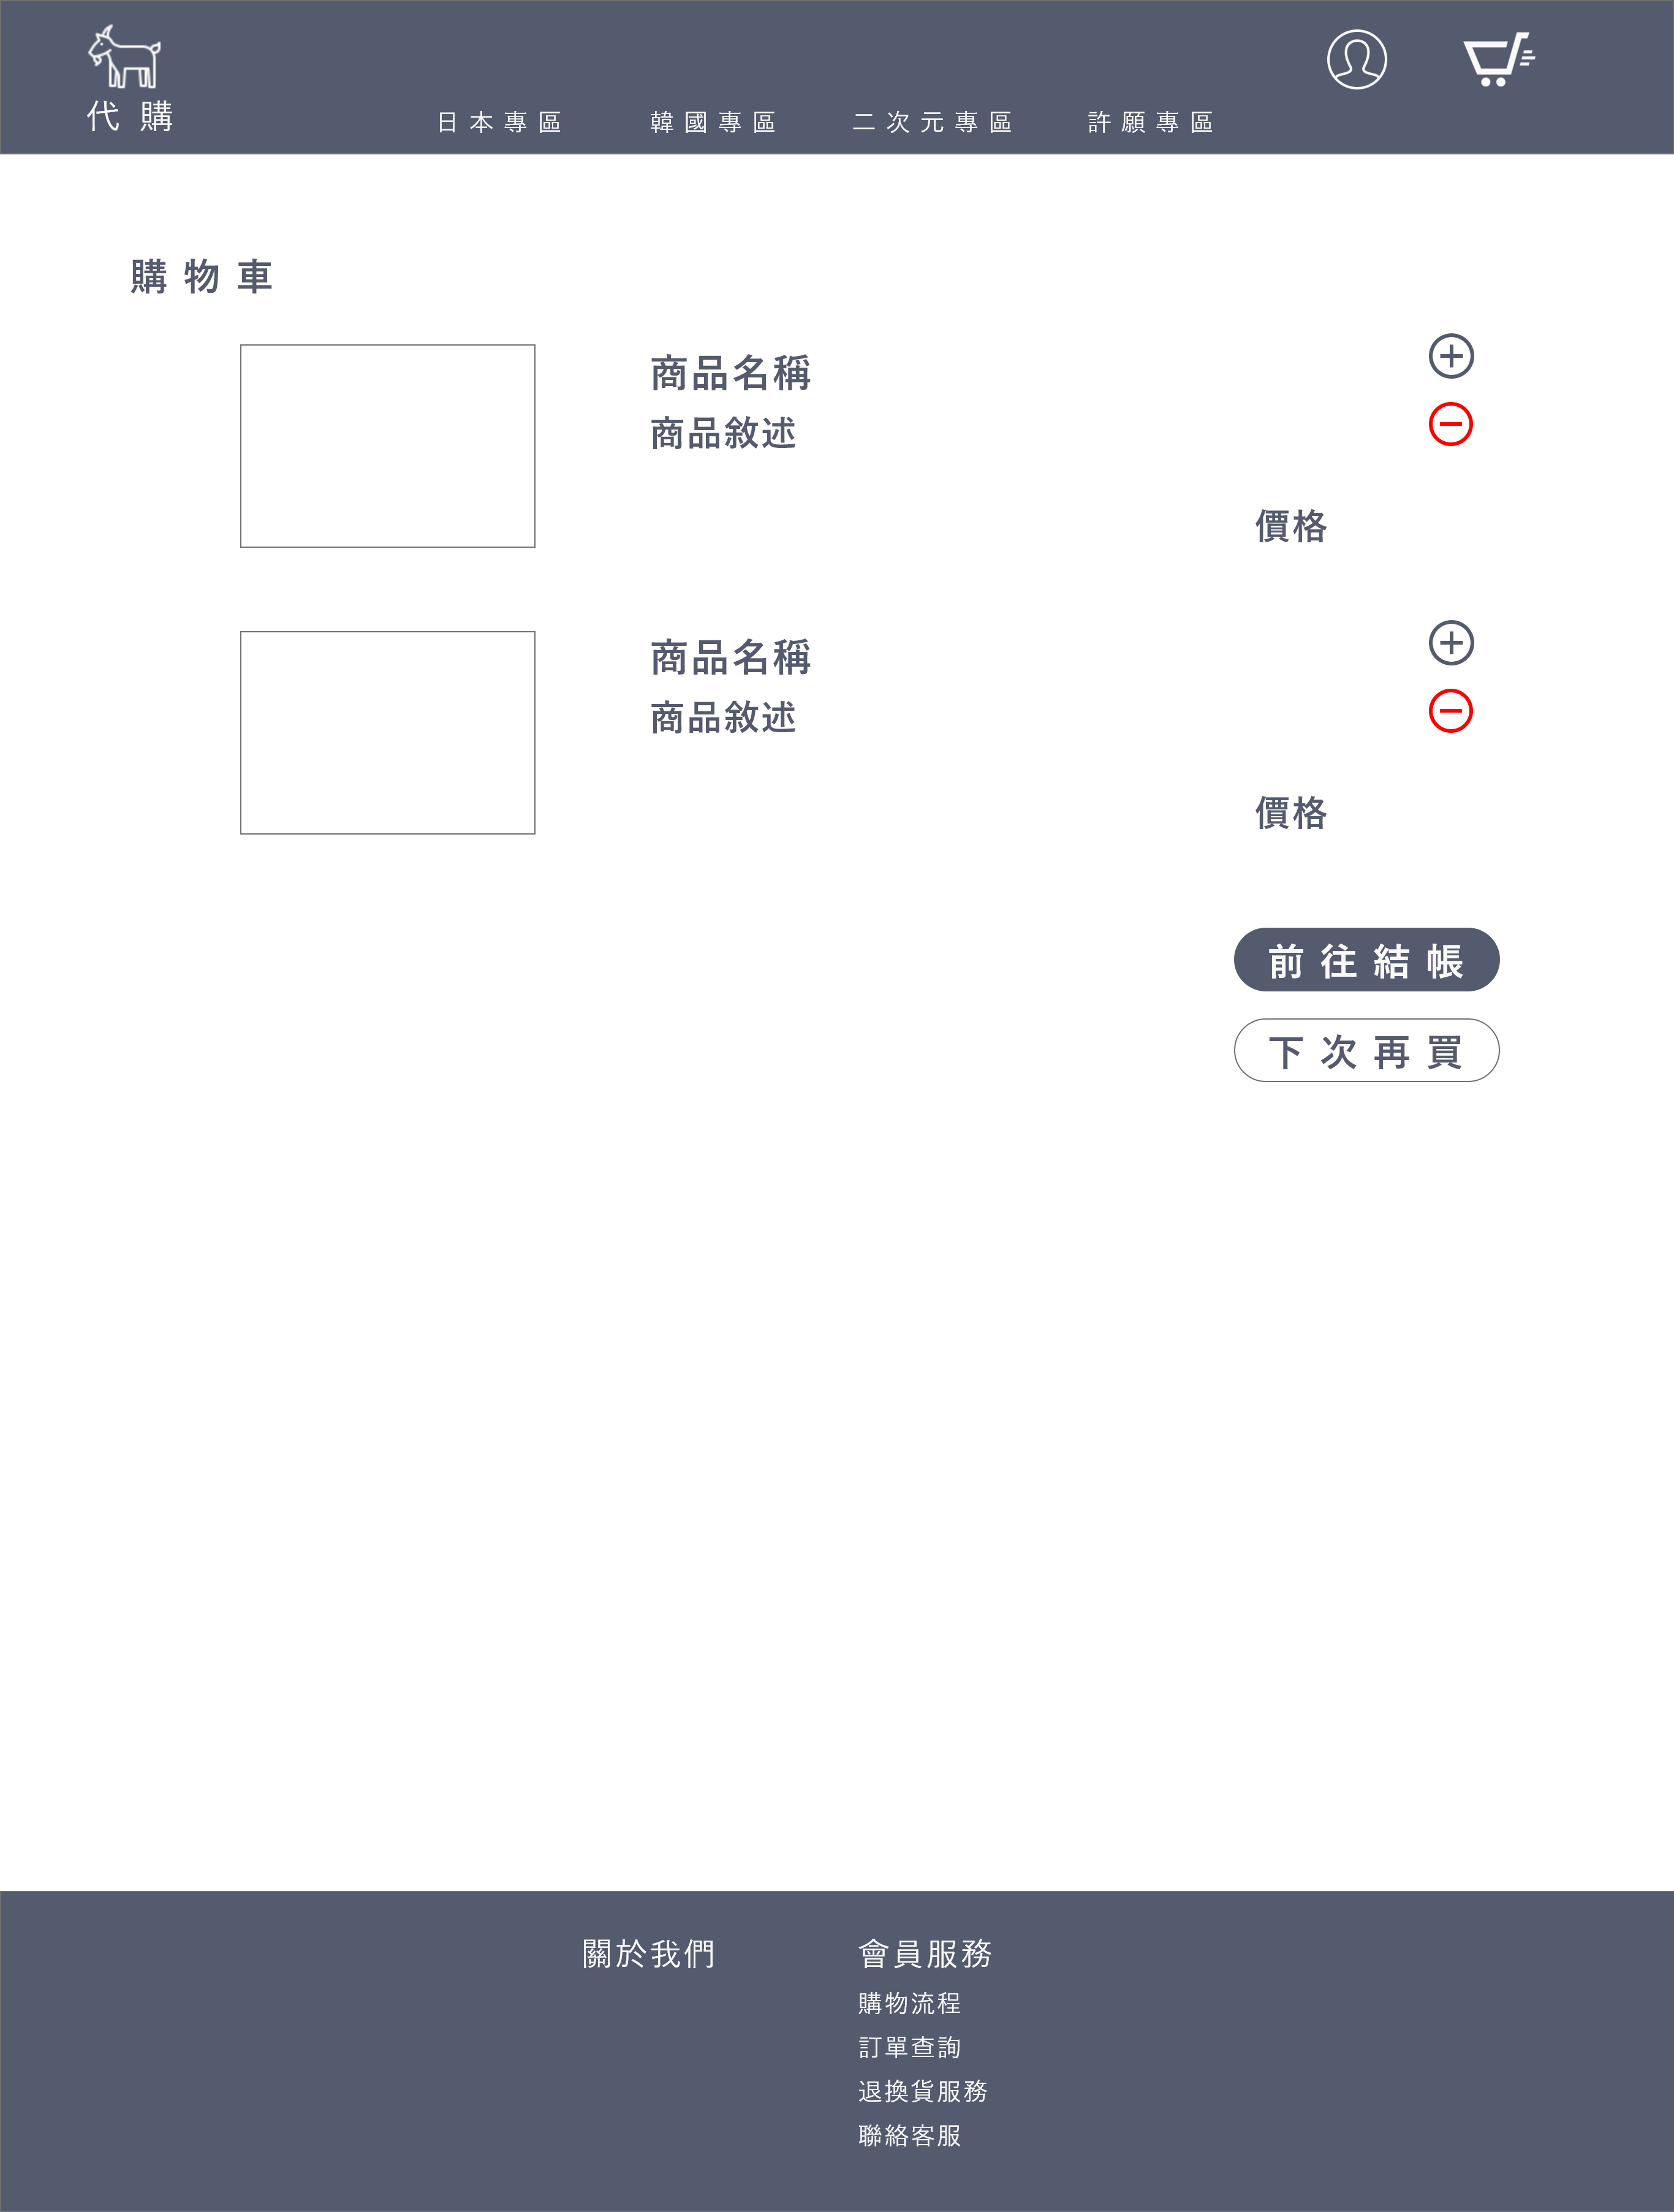 代購
日本專區 韓國專區 二次元專區 許願專區
購物車
商品名稱
商品敘述
價格
商品名稱
商品敘述
價格
前往結帳
下次再買
關於我們
會員服務
購物流程
訂單查詢
退換貨服務
聯絡客服